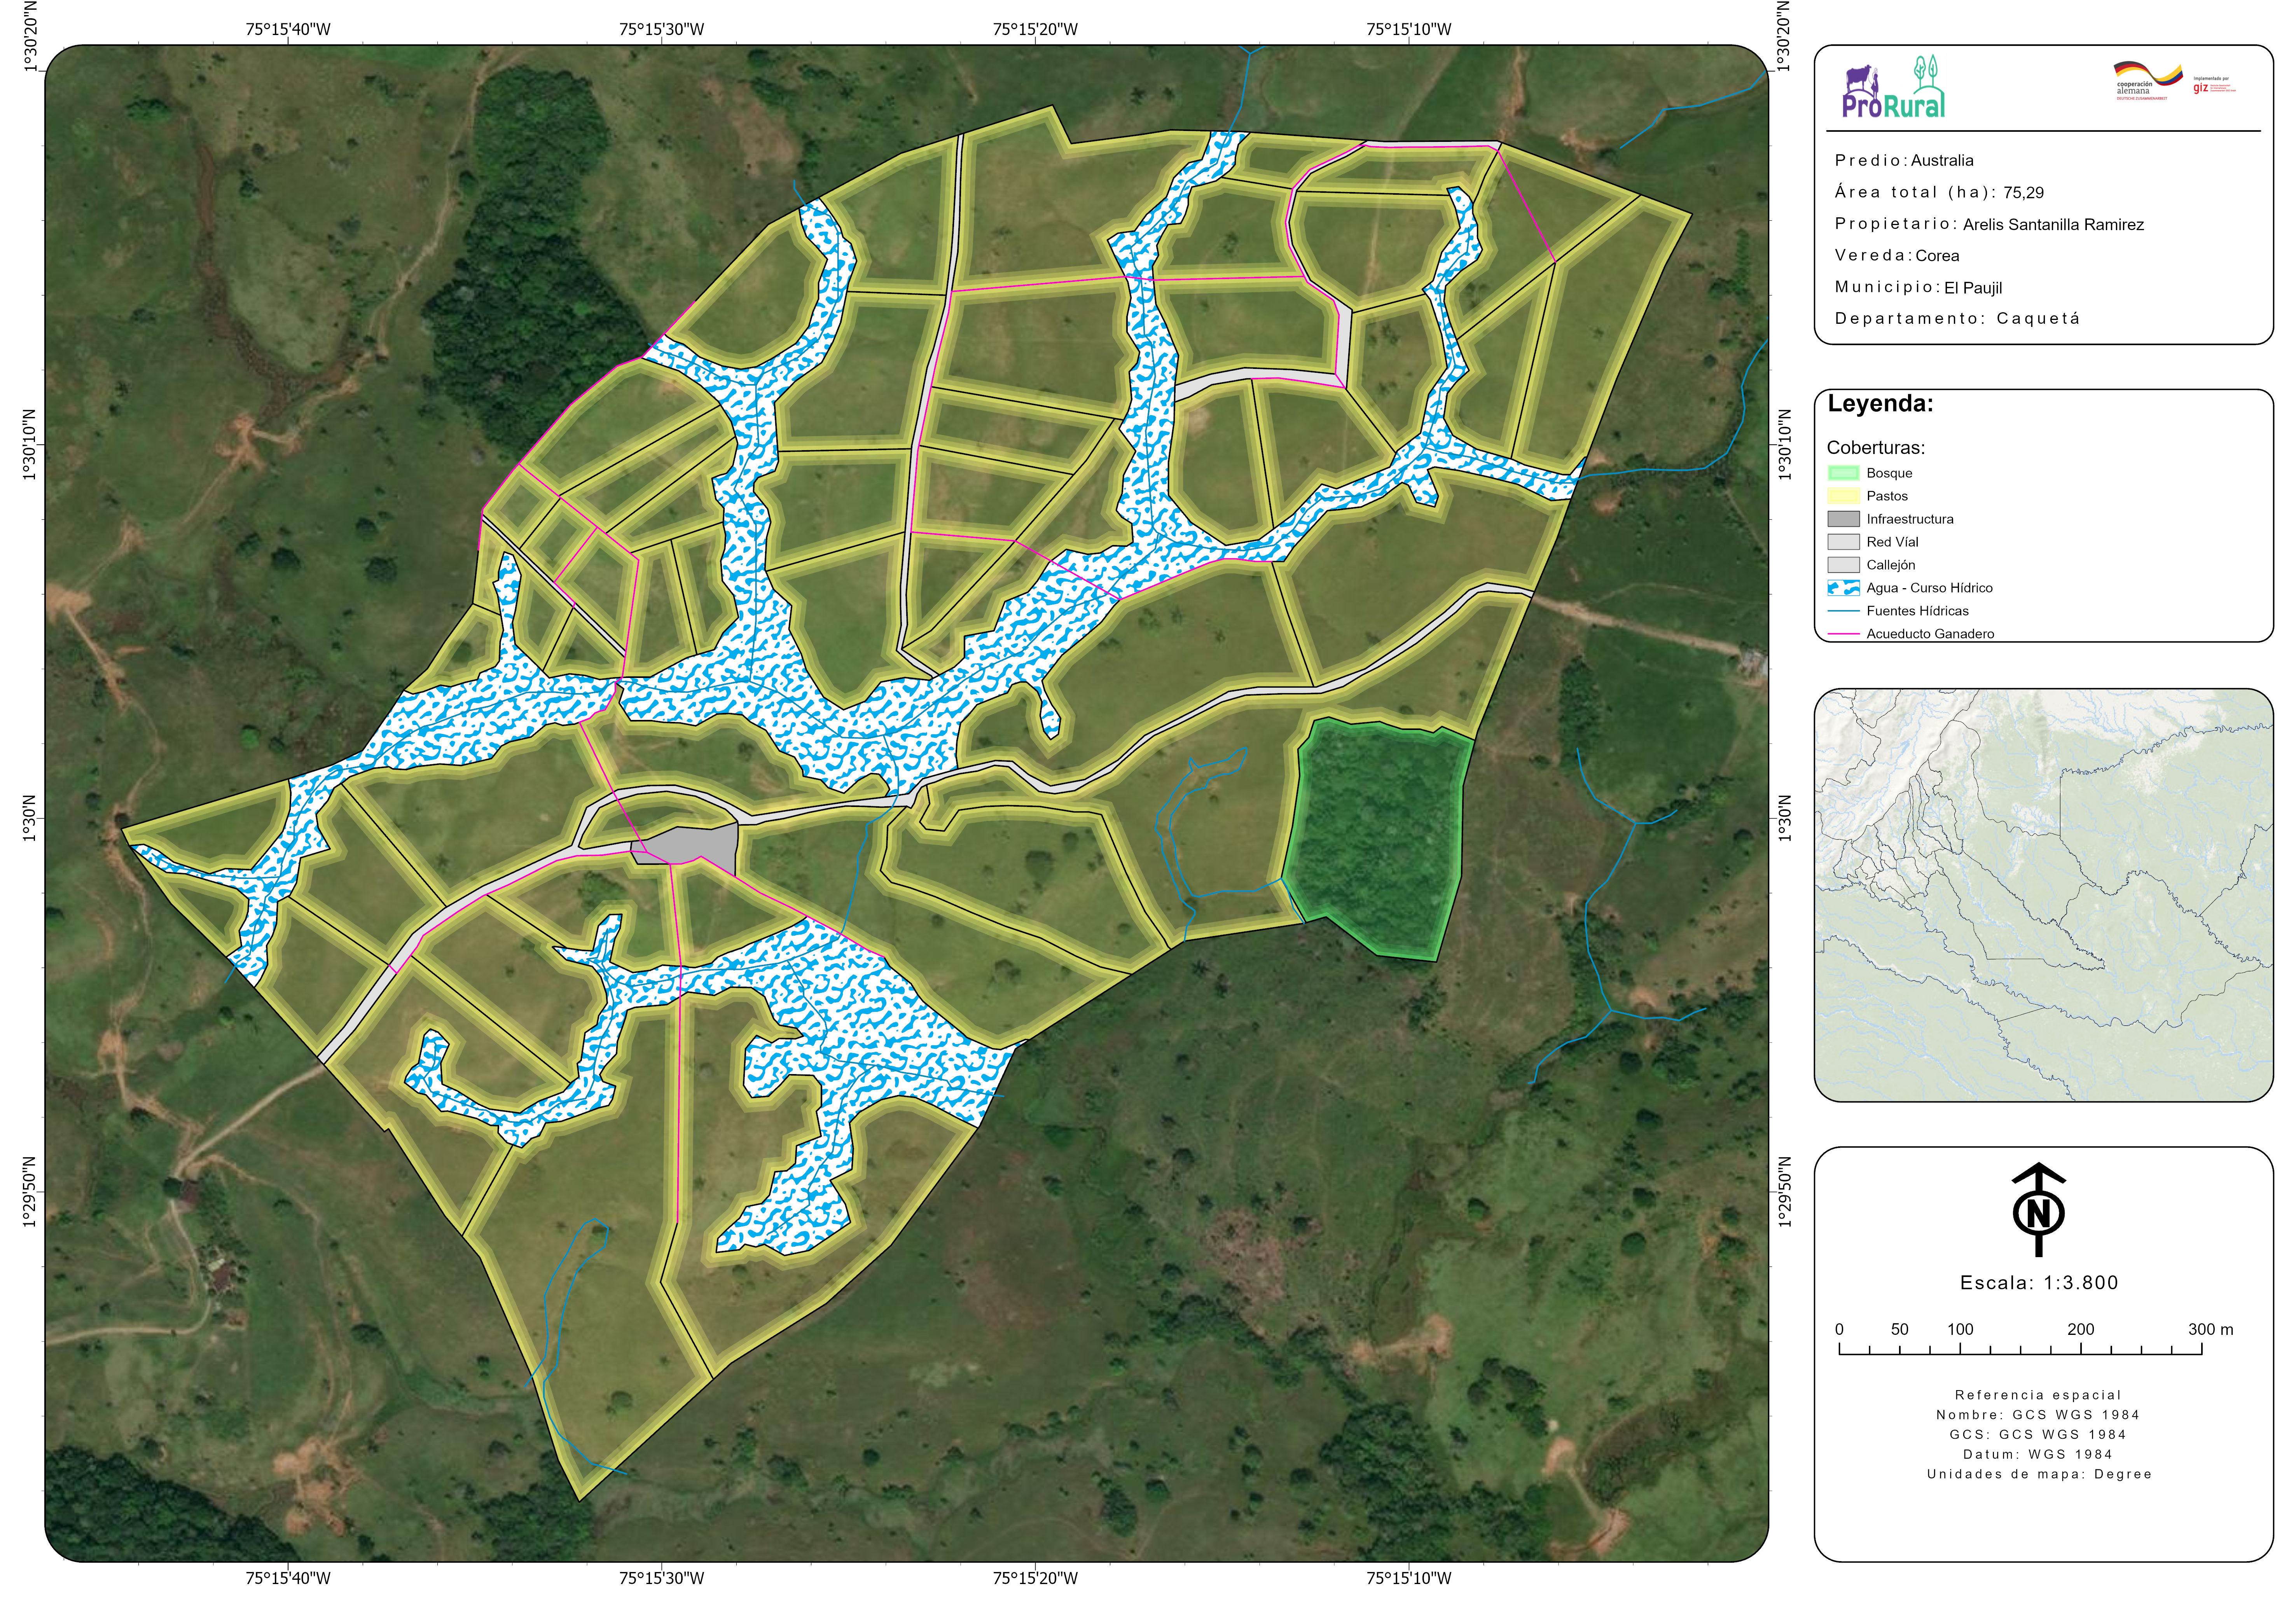 75°15'40"W 75°15'30"W 75°15'20"W 75°15'10"W
1°30'20"N
1°30'10"N
1°30'N
1°29'50"N
1°30'20"N
1°30'10"N
1°30'N
1°29'50"N
75°15'40"W 75°15'30"W 75°15'20"W 75°15'10"W
ProRural
cooperación
alemana
DEUTSCHE ZUSAMMENARBEIT
Implementada por
giz
Predio: Australia
Área total (ha): 75,29
Propietario: Arelis Santanilla Ramirez
Vereda: Corea
Municipio: El Paujil
Departamento: Caquetá
Leyenda:
Coberturas:
Bosque
Pastos
Infraestructura
Red Víal
Callejón
Agua - Curso Hídrico
Fuentes Hídricas
Acueducto Ganadero
N
Escala: 1:3.800
0 50 100 200 300 m
Referencia espacial
Nombre: GCS WGS 1984
GCS: GCS WGS 1984
Datum: WGS 1984
Unidades de mapa: Degree